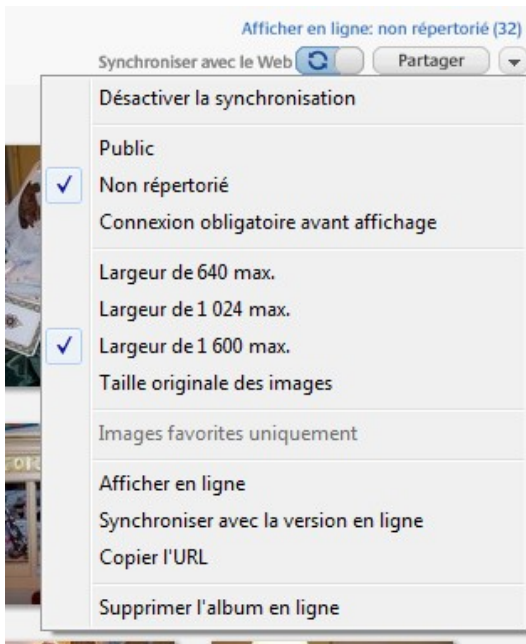 Afficher en ligne: non répertorié (32)
Synchroniser avec le Web Partager
Désactiver la synchronisation
Public
Non répertorié
Connexion obligatoire avant affichage
Largeur de 640 max.
Largeur de 1 024 max.
Largeur de 1 600 max.
Taille originale des images
Images favorites uniquement
Afficher en ligne
Synchroniser avec la version en ligne
Copier l'URL
Supprimer l'album en ligne